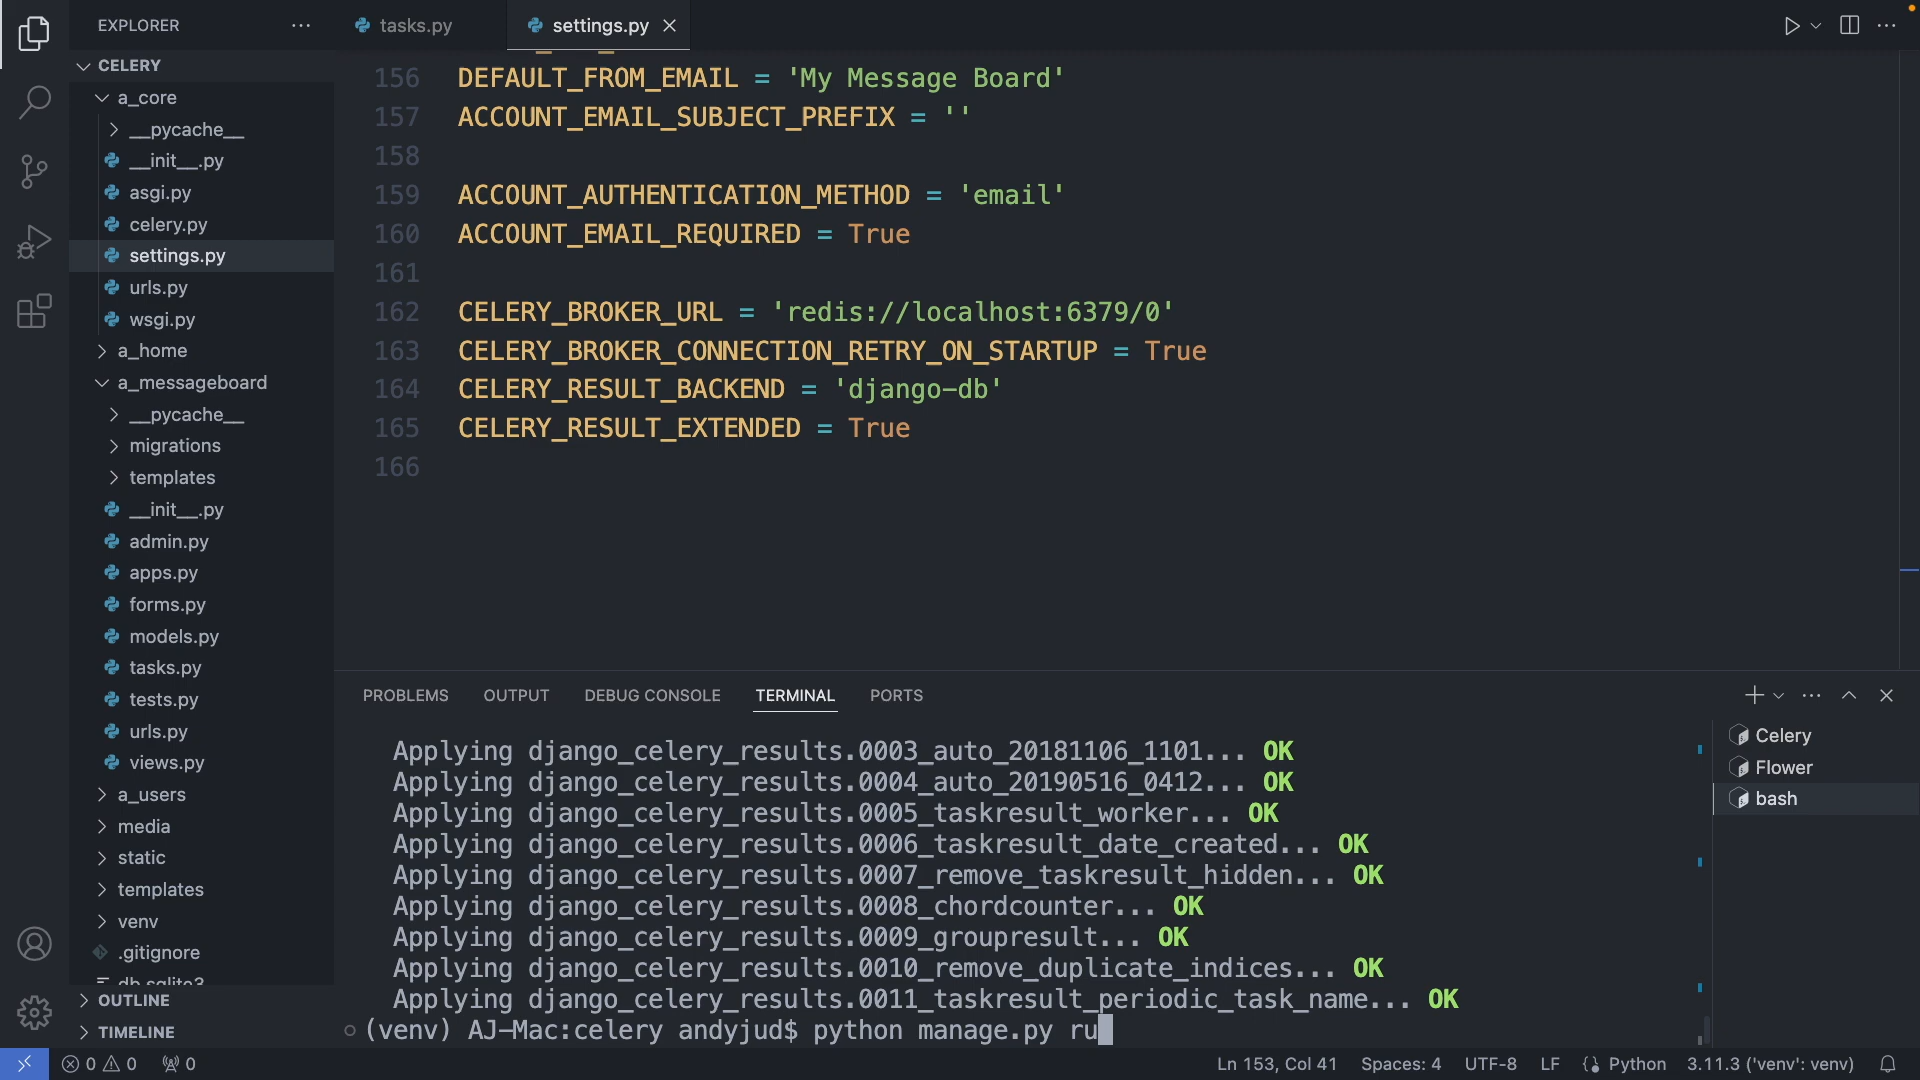 EXPLORER
tasks.py
settings.py
CELERY
a_core
__pycache__
__init__.py
asgi.py
celery.py
settings.py
urls.py
wsgi.py
a_home
a_messageboard
__pycache__
migrations
templates
__init__.py
admin.py
apps.py
forms.py
models.py
tasks.py
tests.py
urls.py
views.py
a_users
media
static
templates
venv
.gitignore
db.sqlite3
OUTLINE
TIMELINE
156 DEFAULT_FROM_EMAIL = 'My Message Board'
157 ACCOUNT_EMAIL_SUBJECT_PREFIX = ''
158
159 ACCOUNT_AUTHENTICATION_METHOD = 'email'
160 ACCOUNT_EMAIL_REQUIRED = True
161
162 CELERY_BROKER_URL = 'redis://localhost:6379/0'
163 CELERY_BROKER_CONNECTION_RETRY_ON_STARTUP = True
164 CELERY_RESULT_BACKEND = 'django-db'
165 CELERY_RESULT_EXTENDED = True
166
PROBLEMS OUTPUT DEBUG CONSOLE TERMINAL PORTS
Applying django_celery_results.0003_auto_20181106_1101... OK
Applying django_celery_results.0004_auto_20190516_0412... OK
Applying django_celery_results.0005_taskresult_worker... OK
Applying django_celery_results.0006_taskresult_date_created... OK
Applying django_celery_results.0007_remove_taskresult_hidden... OK
Applying django_celery_results.0008_chordcounter... OK
Applying django_celery_results.0009_groupresult... OK
Applying django_celery_results.0010_remove_duplicate_indices... OK
Applying django_celery_results.0011_taskresult_periodic_task_name... OK
(venv) AJ-Mac:celery andyjud$ python manage.py ru
Celery
Flower
bash
0 0 0
Ln 153, Col 41 Spaces: 4 UTF-8 LF Python 3.11.3 ('venv': venv)